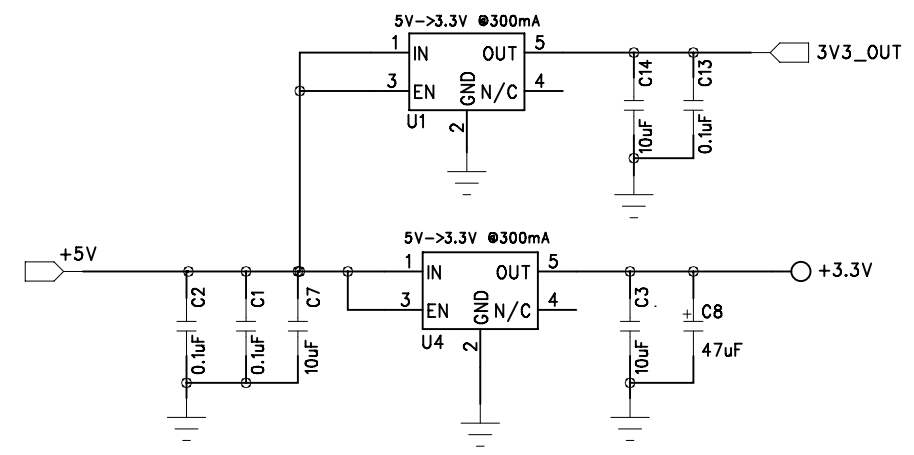 5V->3.3V @300mA
1 IN OUT 5
3 EN GND N/C 4
U1 2
C14 10uF
C13 0.1uF
3V3_OUT
5V->3.3V @300mA
+5V
1 IN OUT 5
3 EN GND N/C 4
U4 2
C2 0.1uF
C1 0.1uF
C7 10uF
C3 10uF
+ C8
47uF
+3.3V